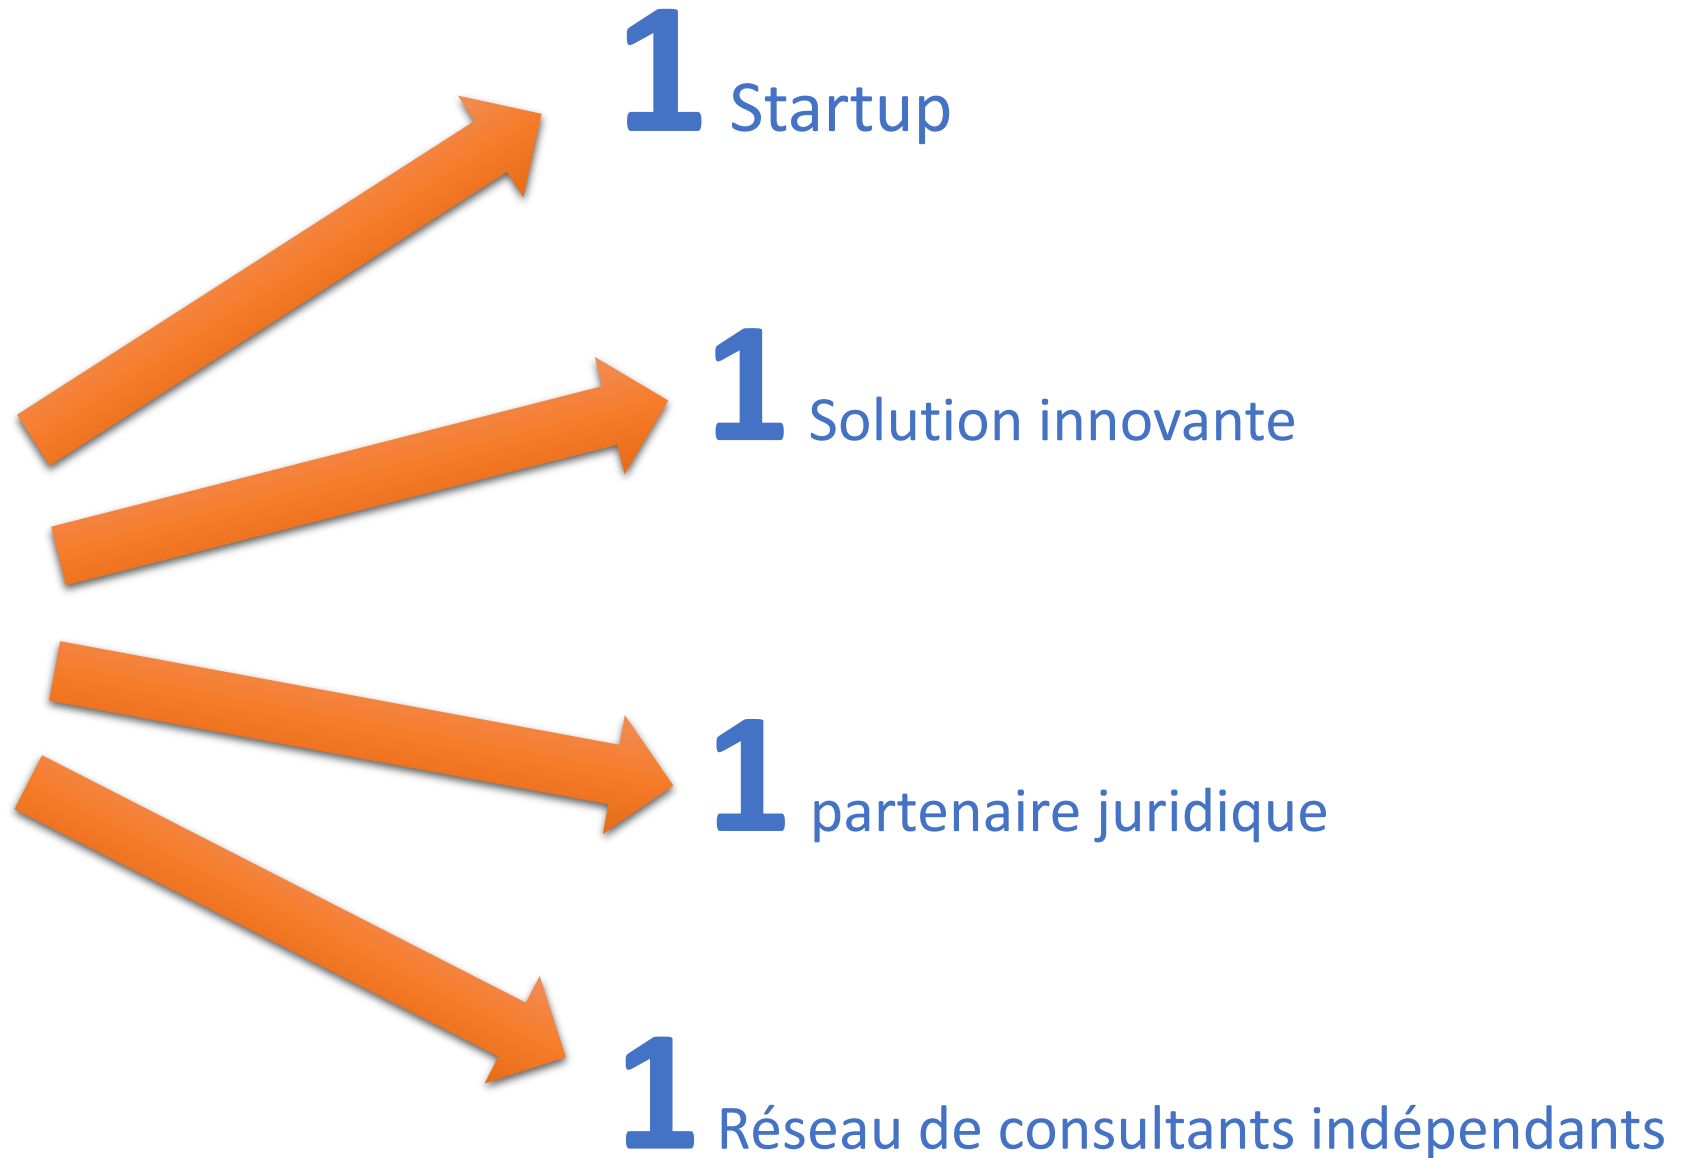 1 Startup
1 Solution innovante
1 partenaire juridique
1 Réseau de consultants indépendants